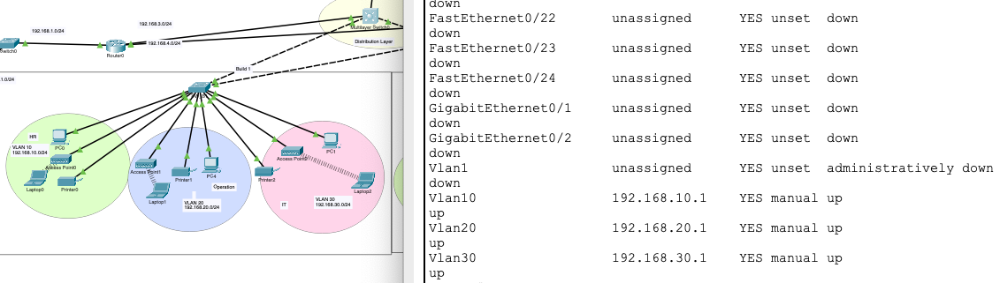 192.168.3.0/24
192.168.1.0/24
192.168.4.0/24
Switch0
Router0
Multilayer Switch0
Distribution Layer
Build 1
.1.0/24
HR
VLAN 10
192.168.10.0/24
PC0
Access Point0
Laptop0
Printer0
Access Point1
Printer1
PC4
Operation
Laptop1
VLAN 20
192.168.20.0/24
Printer2
PC1
Laptop2
IT
VLAN 30
192.168.30.0/24
down
FastEthernet0/22 unassigned YES unset down
down
FastEthernet0/23 unassigned YES unset down
down
FastEthernet0/24 unassigned YES unset down
down
GigabitEthernet0/1 unassigned YES unset down
down
GigabitEthernet0/2 unassigned YES unset down
down
Vlan1 unassigned YES unset administratively down
down
Vlan10 192.168.10.1 YES manual up
up
Vlan20 192.168.20.1 YES manual up
up
Vlan30 192.168.30.1 YES manual up
up